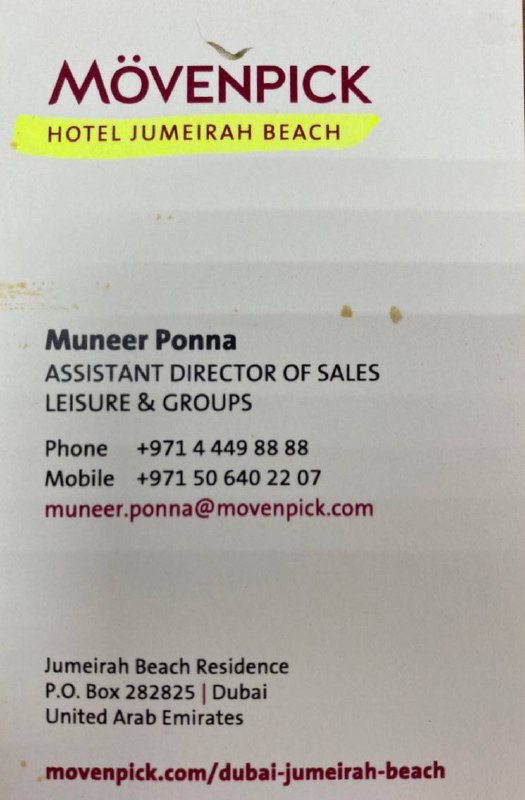 MÖVENPICK
HOTEL JUMEIRAH BEACH
Muneer Ponna
ASSISTANT DIRECTOR OF SALES
LEISURE & GROUPS
Phone +971 4 449 88 88
Mobile +971 50 640 22 07
muneer.ponna@movenpick.com
Jumeirah Beach Residence
P.O. Box 282825 | Dubai
United Arab Emirates
movenpick.com/dubai-jumeirah-beach